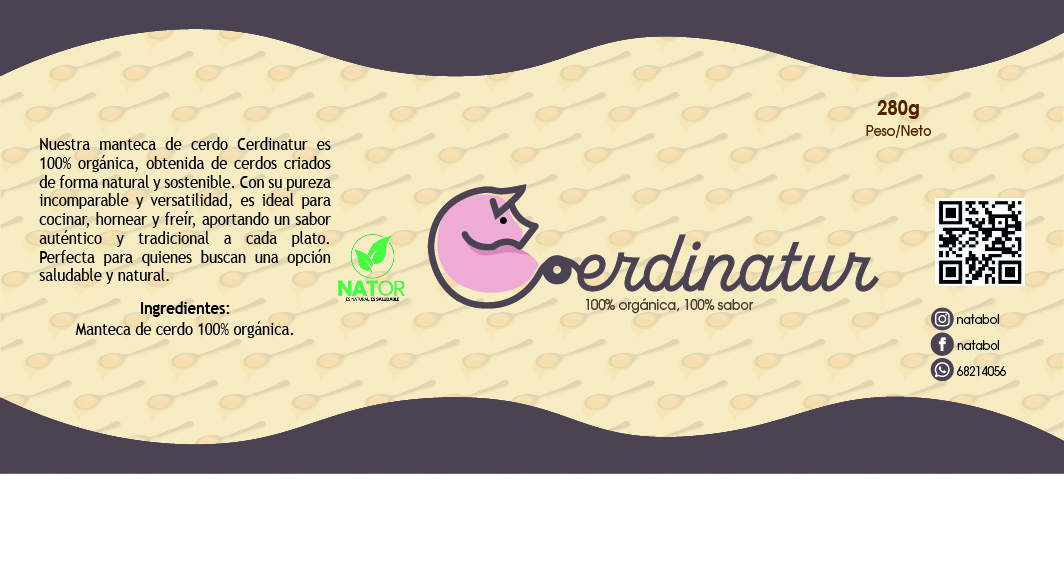 Nuestra manteca de cerdo Cerdinatur es
100% orgánica, obtenida de cerdos criados
de forma natural y sostenible. Con su pureza
incomparable y versatilidad, es ideal para
cocinar, hornear y freír, aportando un sabor
auténtico y tradicional a cada plato.
Perfecta para quienes buscan una opción
saludable y natural.
Ingredientes:
Manteca de cerdo 100% orgánica.
NATOR
ES NATURAL ES SALUDABLE
Cerdinatur
100% orgánica, 100% sabor
280g
Peso/Neto
natabol
natabol
68214056